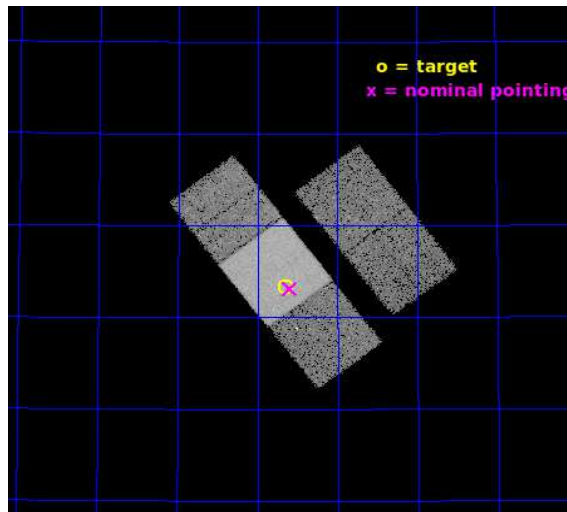 o = target
x = nominal pointing